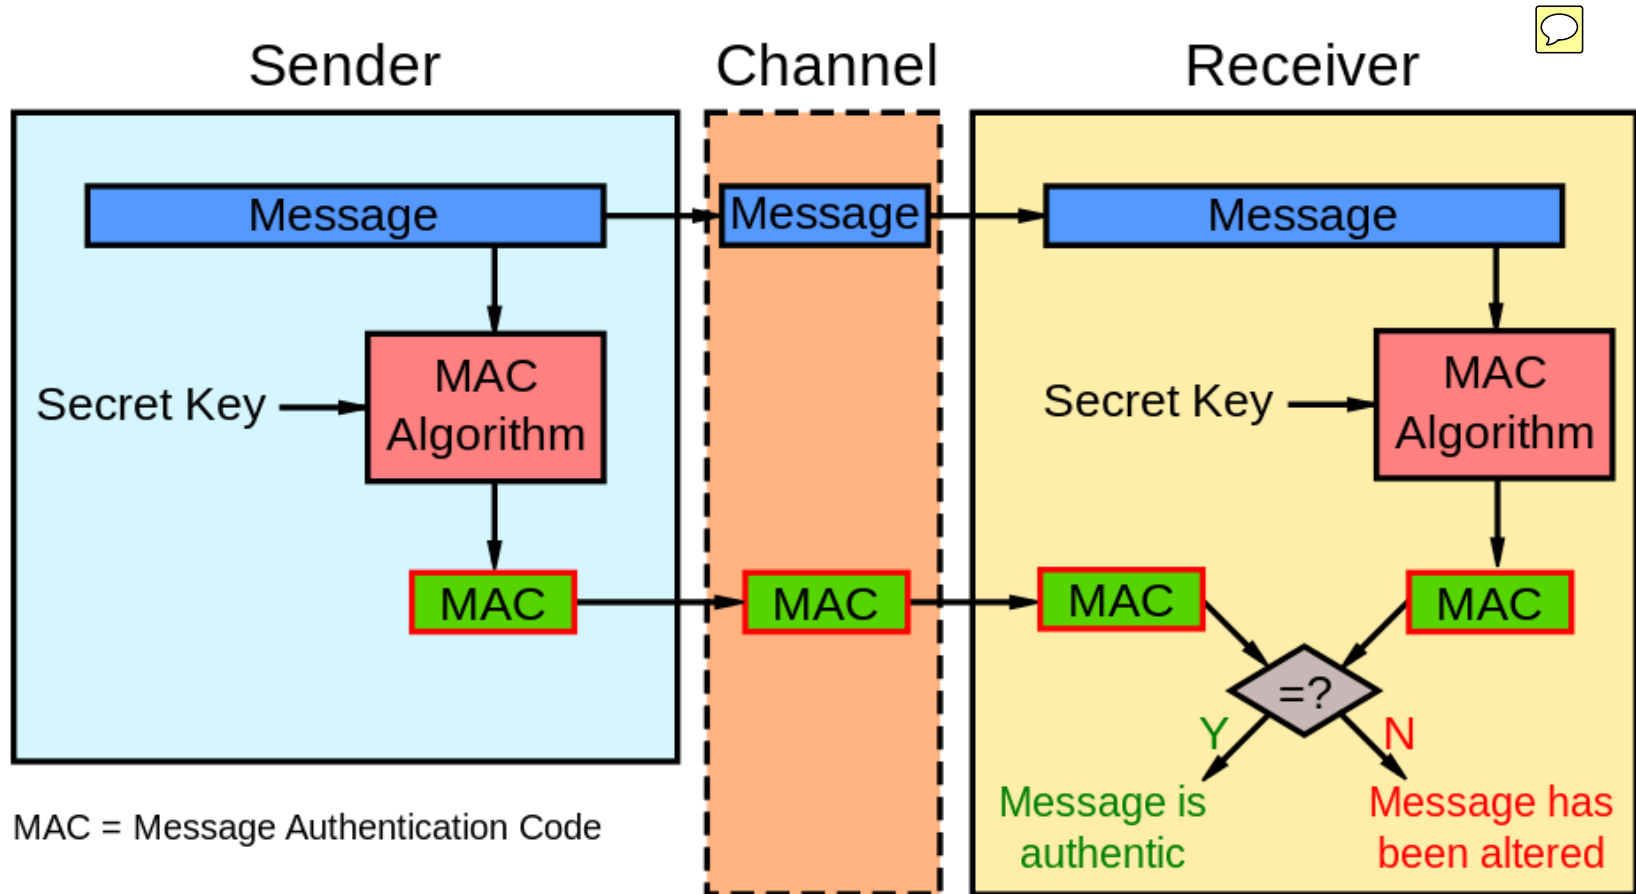 Sender
Channel
Receiver
Message
Message
Message
Secret Key
MAC
Algorithm
Secret Key
MAC
Algorithm
MAC
MAC
MAC
MAC
=?
Y
N
Message is
authentic
Message has
been altered
MAC = Message Authentication Code